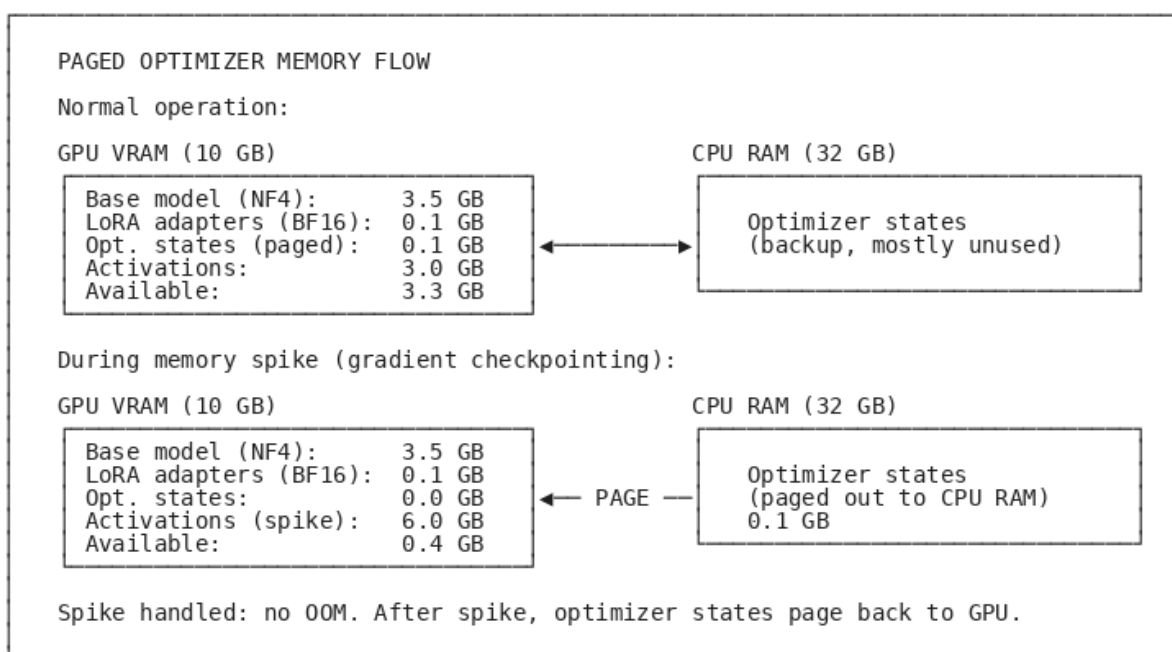 PAGED OPTIMIZER MEMORY FLOW
Normal operation:
GPU VRAM (10 GB)
Base model (NF4): 3.5 GB
LoRA adapters (BF16): 0.1 GB
Opt. states (paged): 0.1 GB
Activations: 3.0 GB
Available: 3.3 GB
CPU RAM (32 GB)
Optimizer states
(backup, mostly unused)
During memory spike (gradient checkpointing):
GPU VRAM (10 GB)
Base model (NF4): 3.5 GB
LoRA adapters (BF16): 0.1 GB
Opt. states: 0.0 GB
Activations (spike): 6.0 GB
Available: 0.4 GB
PAGE
CPU RAM (32 GB)
Optimizer states
(paged out to CPU RAM)
0.1 GB
Spike handled: no OOM. After spike, optimizer states page back to GPU.